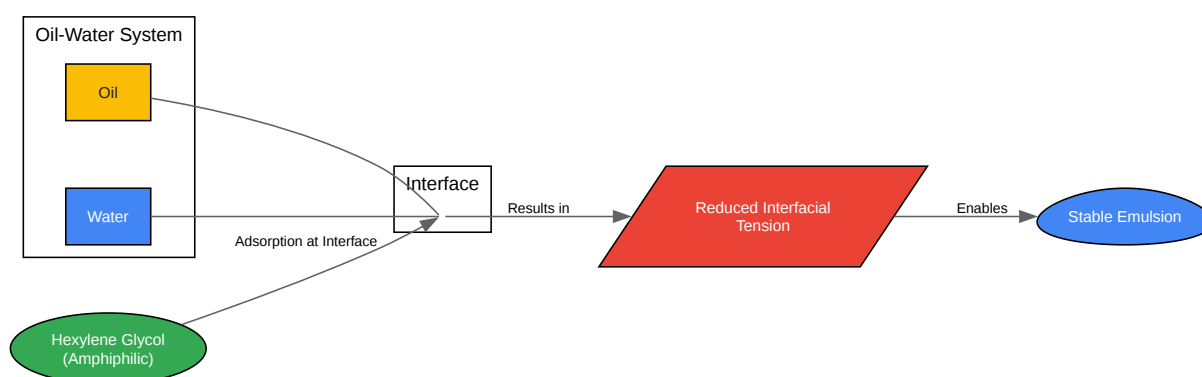 Oil-Water System
Oil
Water
Interface
Adsorption at Interface
Results in
Reduced Interfacial
Tension
Enables
Stable Emulsion
Hexylene Glycol
(Amphiphilic)